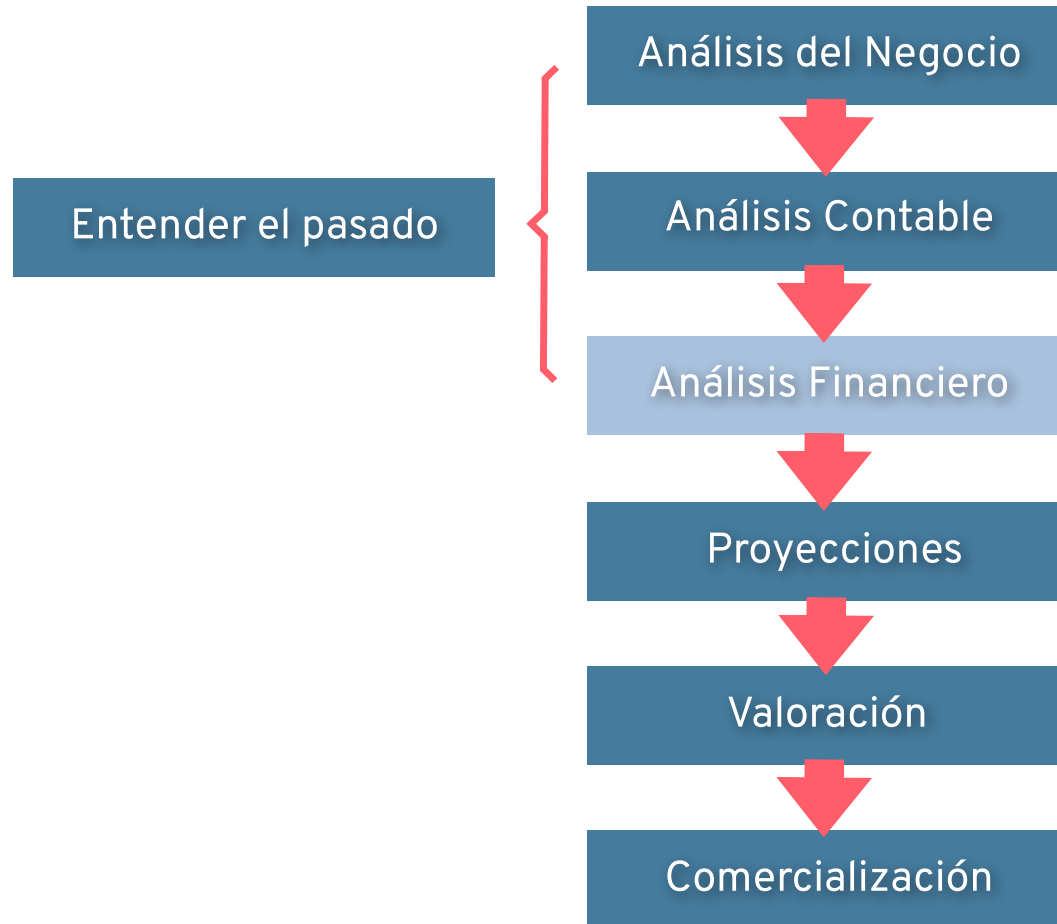 Análisis del Negocio
Entender el pasado
Análisis Contable
Análisis Financiero
Proyecciones
Valoración
Comercialización